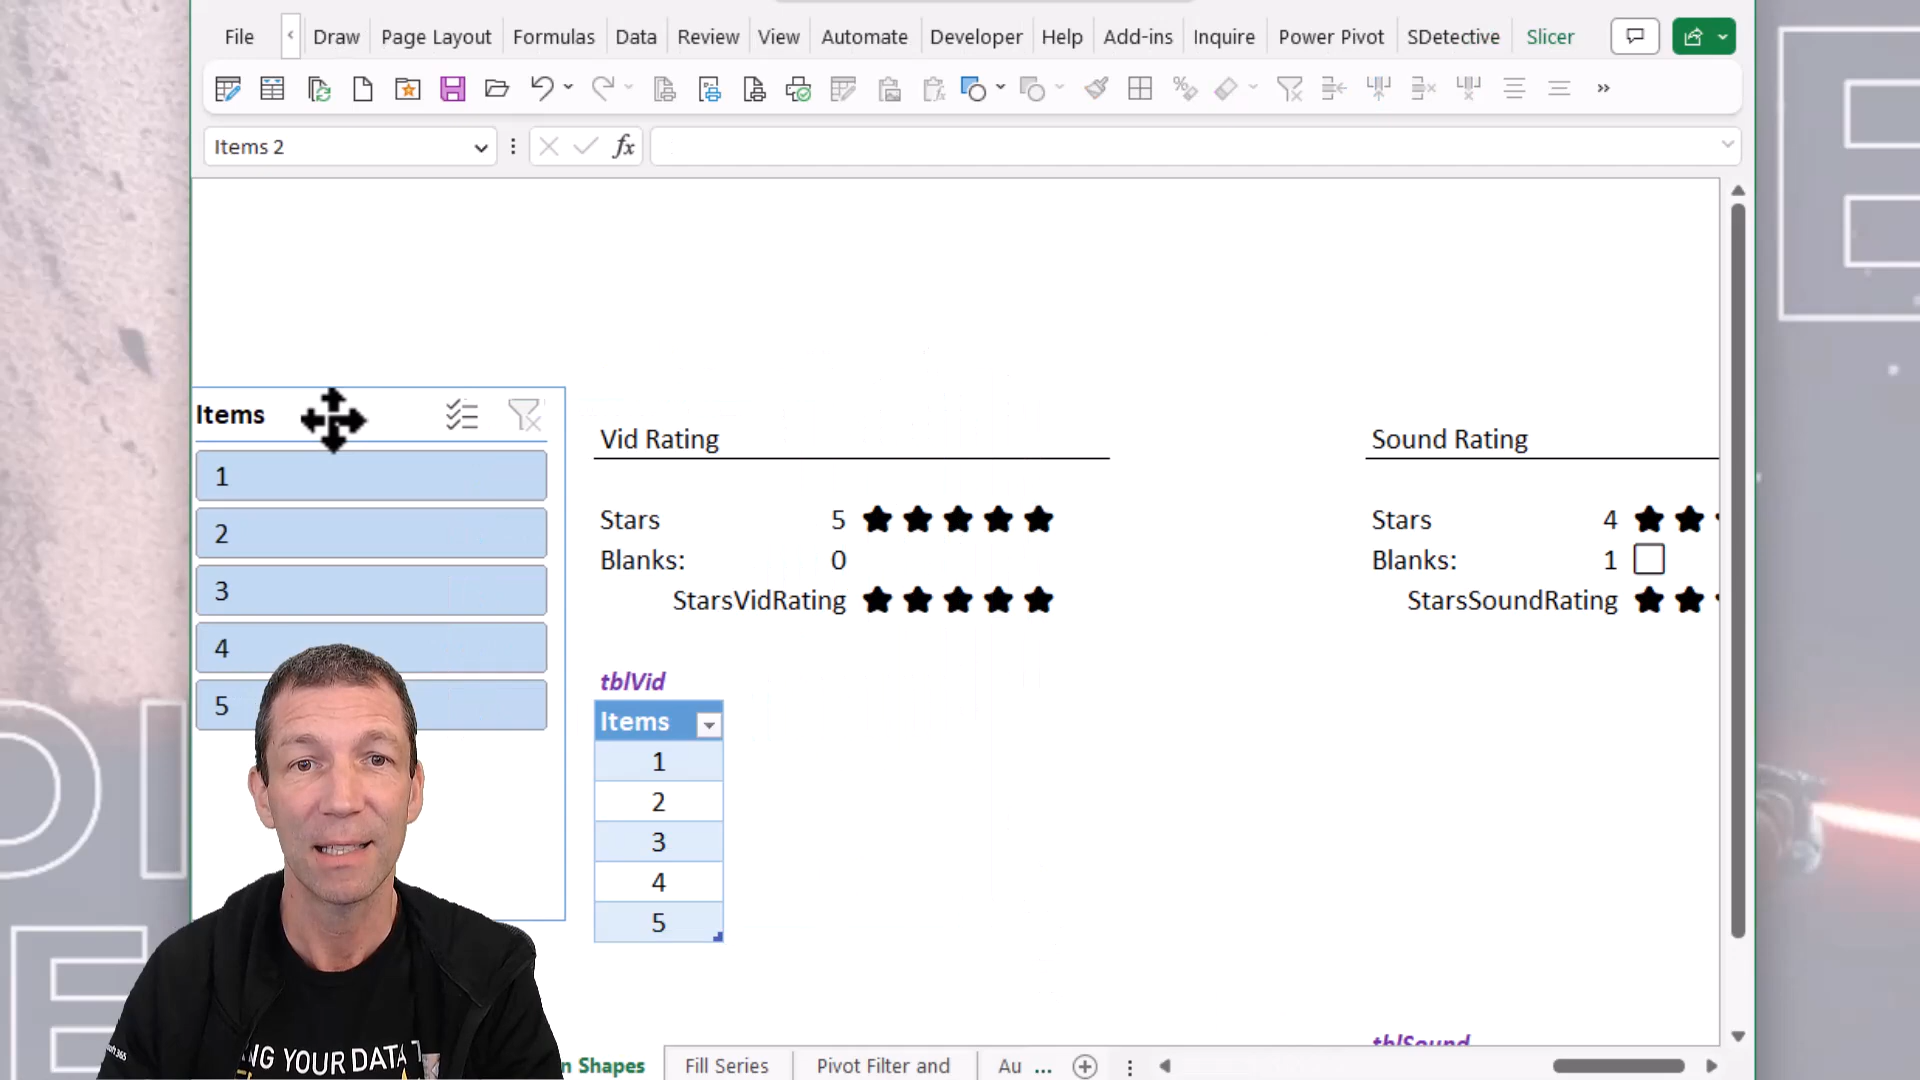 File Draw Page Layout Formulas Data Review View Automate Developer Help Add-ins Inquire Power Pivot SDetective Slicer
Items 2
fx
Items
1
2
3
4
5
Vid Rating
Stars 5
Blanks: 0
StarsVidRating
tblVid
Items
1
2
3
4
5
Sound Rating
Stars 4
Blanks: 1
StarsSoundRating
tblSound
n Shapes Fill Series Pivot Filter and Au ...
NG YOUR DATA